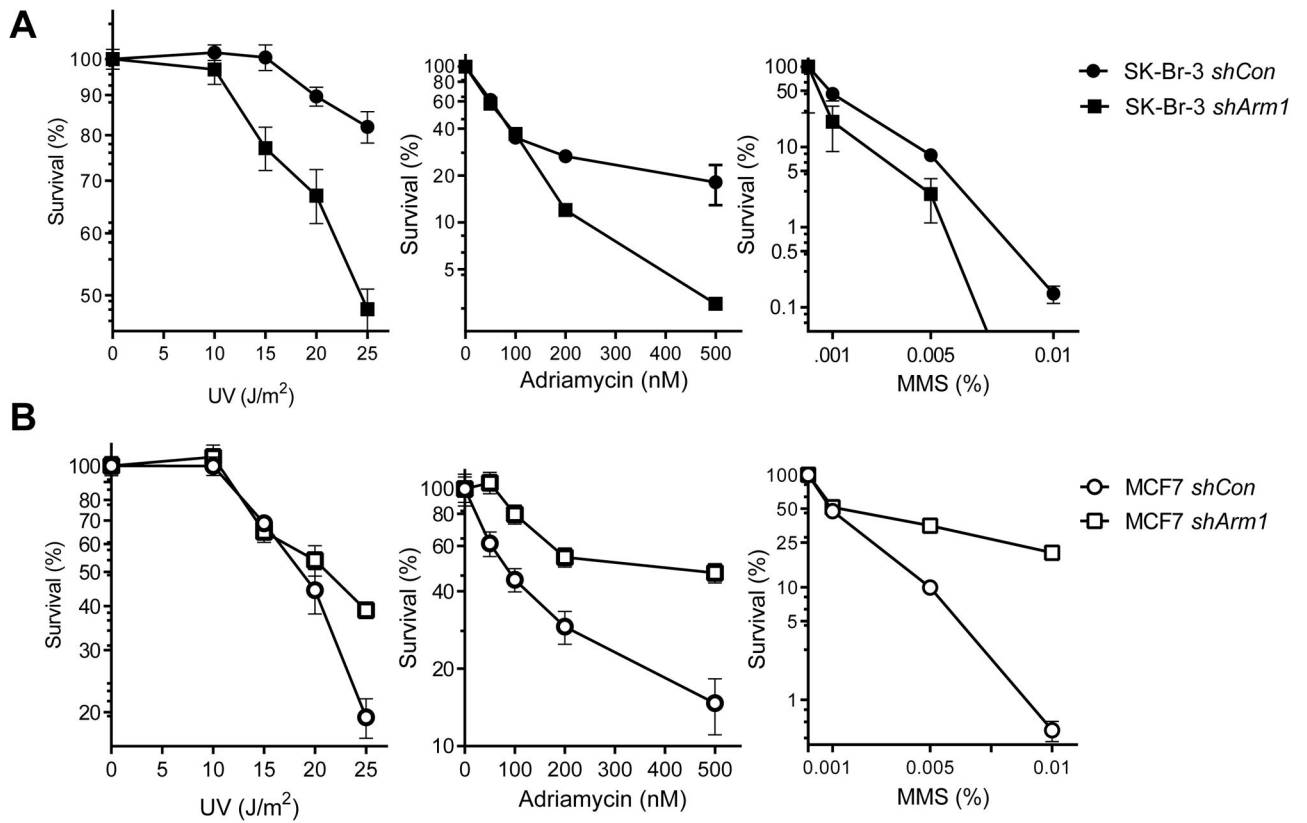 A
Survival (%)
100
90
80
70
60
50
0 10 15 20 25
UV (J/m2)
Survival (%)
100
80
60
40
20
10
5
0 100 200 300 400 500
Adriamycin (nM)
Survival (%)
100
50
10
5
1
0.5
0.1
.001 0.005 0.01
MMS (%)
SK-Br-3 shCon
SK-Br-3 shArm1
B
Survival (%)
100
90
80
70
60
50
40
30
20
0 10 15 20 25
UV (J/m2)
Survival (%)
100
80
60
40
20
10
0 100 200 300 400 500
Adriamycin (nM)
Survival (%)
100
50
25
10
5
1
0.001 0.005 0.01
MMS (%)
MCF7 shCon
MCF7 shArm1